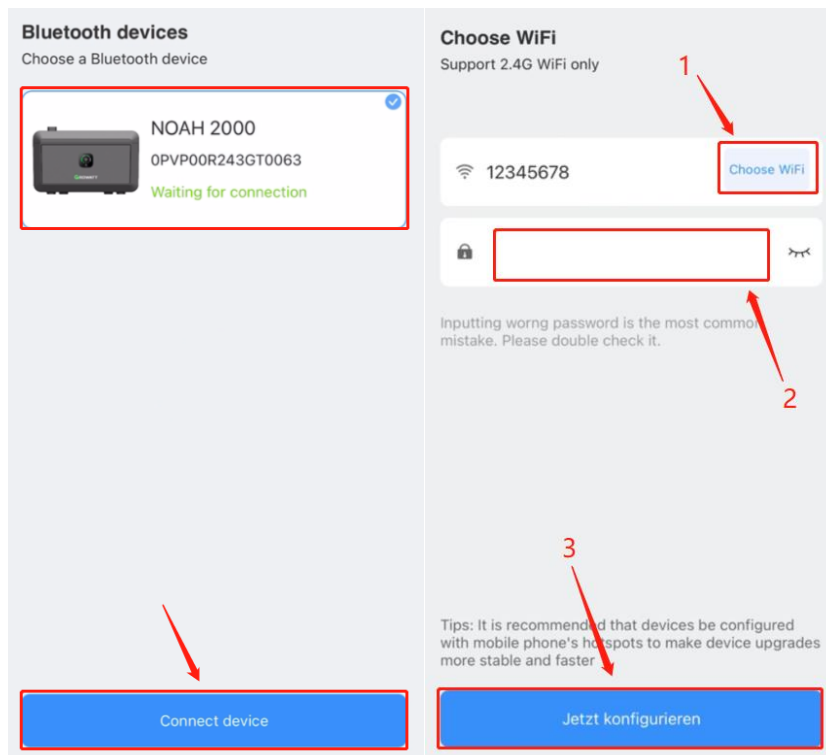 Bluetooth devices
Choose a Bluetooth device
NOAH 2000
0PVP00R243GT0063
Waiting for connection
GROWATT
Connect device
Choose WiFi
Support 2.4G WiFi only
1
12345678
Choose WiFi
Inputting worng password is the most common
mistake. Please double check it.
2
3
Tips: It is recommended that devices be configured
with mobile phone's hotspots to make device upgrades
more stable and faster
Jetzt konfigurieren